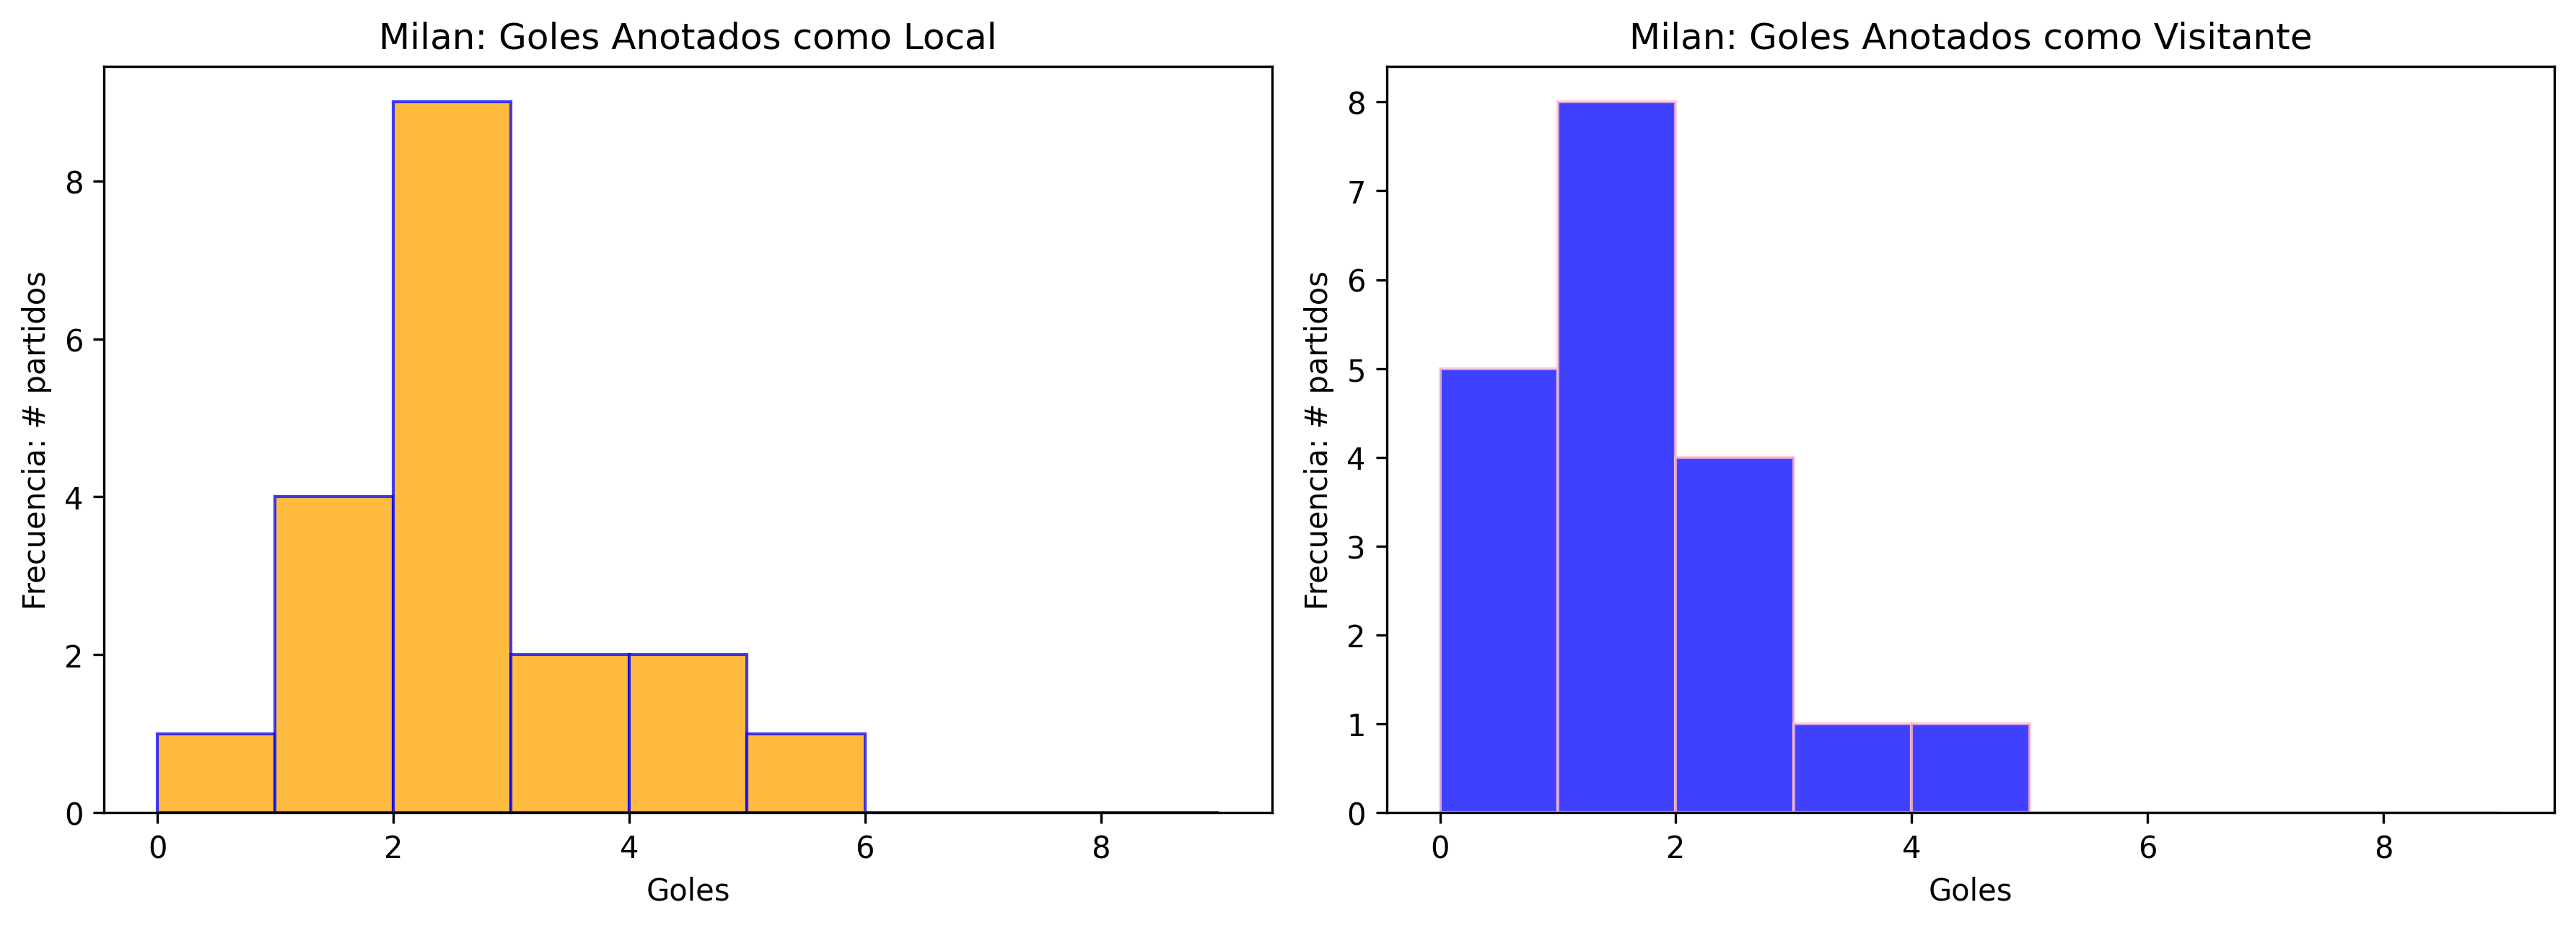 Milan: Goles Anotados como Local
Frecuencia: # partidos
8
6
4
2
0
0 2 4 6 8
Goles
Milan: Goles Anotados como Visitante
Frecuencia: # partidos
8
7
6
5
4
3
2
1
0
0 2 4 6 8
Goles